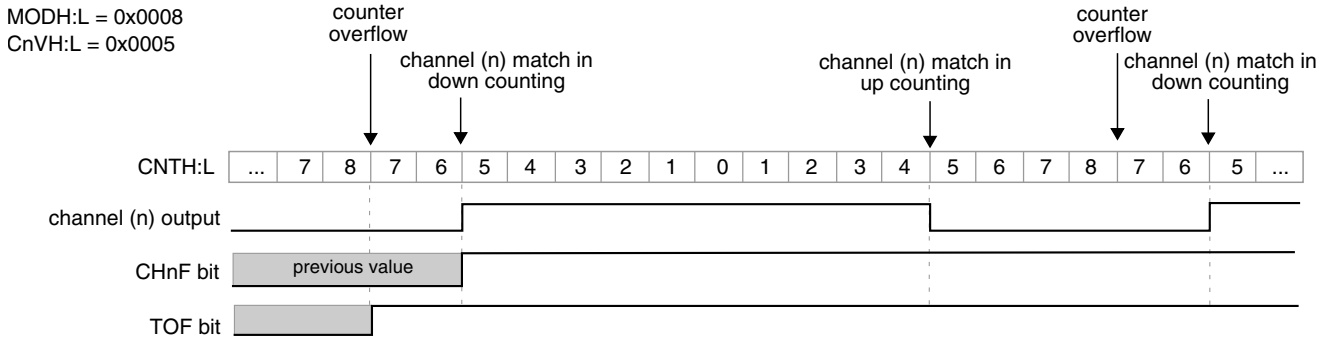 MODH:L = 0x0008
CnVH:L = 0x0005
counter
overflow
channel (n) match in
down counting
channel (n) match in
up counting
counter
overflow
channel (n) match in
down counting
CNTH:L ... 7 8 7 6 5 4 3 2 1 0 1 2 3 4 5 6 7 8 7 6 5 ...
channel (n) output
CHnF bit previous value
TOF bit